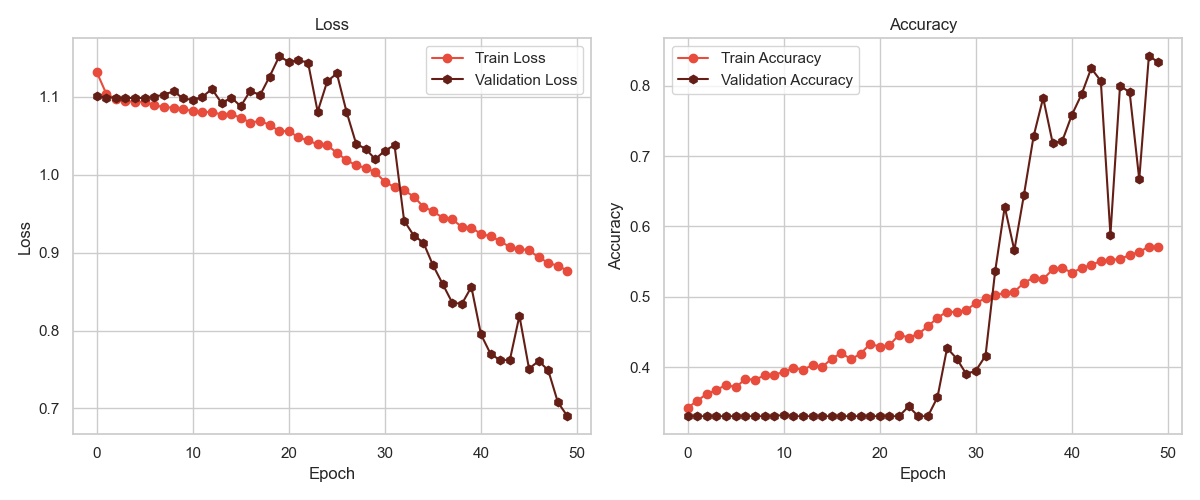 Loss
Train Loss
Validation Loss
1.1
1.0
0.9
0.8
0.7
Loss
0 10 20 30 40 50
Epoch
Accuracy
Train Accuracy
Validation Accuracy
0.8
0.7
0.6
0.5
0.4
Accuracy
0 10 20 30 40 50
Epoch